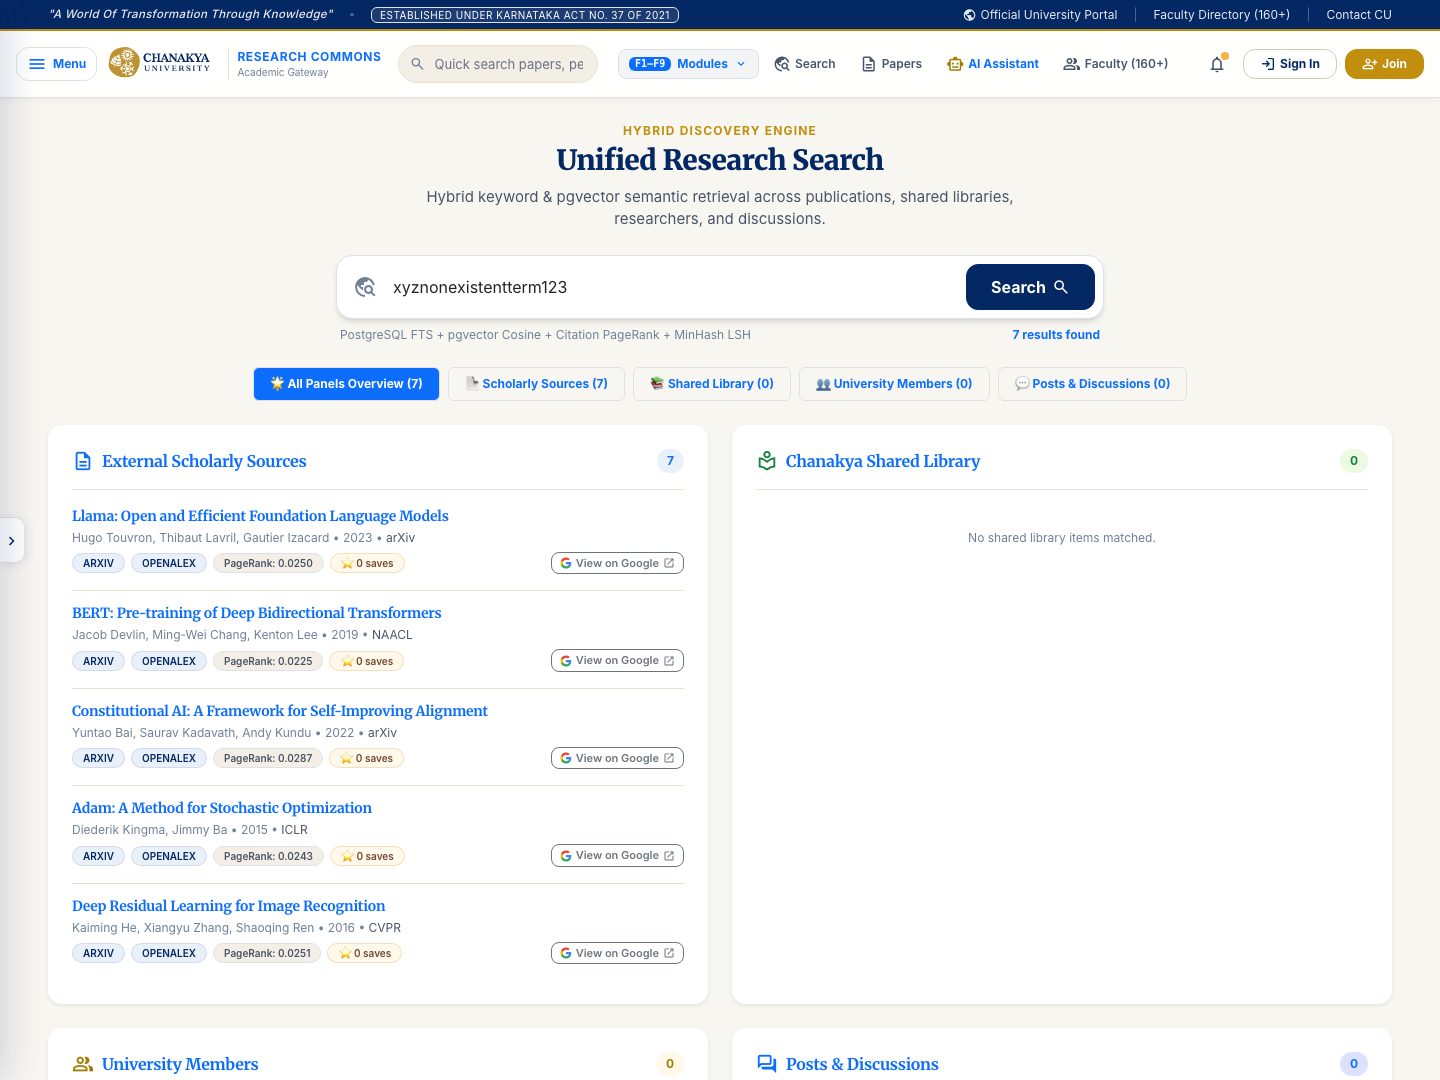 "A World Of Transformation Through Knowledge" • ESTABLISHED UNDER KARNATAKA ACT NO. 37 OF 2021
Official University Portal
Faculty Directory (160+)
Contact CU
Menu
CHANAKYA
UNIVERSITY
RESEARCH COMMONS
Academic Gateway
Quick search papers, pe
F1–F9 Modules
Search
Papers
AI Assistant
Faculty (160+)
Sign In
Join
HYBRID DISCOVERY ENGINE
Unified Research Search
Hybrid keyword & pgvector semantic retrieval across publications, shared libraries,
researchers, and discussions.
xyznonexistentterm123
Search
PostgreSQL FTS + pgvector Cosine + Citation PageRank + MinHash LSH
7 results found
🌟 All Panels Overview (7)
📄 Scholarly Sources (7)
📚 Shared Library (0)
👥 University Members (0)
💬 Posts & Discussions (0)
External Scholarly Sources
7
Llama: Open and Efficient Foundation Language Models
Hugo Touvron, Thibaut Lavril, Gautier Izacard • 2023 • arXiv
ARXIV OPENALEX PageRank: 0.0250 ⭐ 0 saves
View on Google
BERT: Pre-training of Deep Bidirectional Transformers
Jacob Devlin, Ming-Wei Chang, Kenton Lee • 2019 • NAACL
ARXIV OPENALEX PageRank: 0.0225 ⭐ 0 saves
View on Google
Constitutional AI: A Framework for Self-Improving Alignment
Yuntao Bai, Saurav Kadavath, Andy Kundu • 2022 • arXiv
ARXIV OPENALEX PageRank: 0.0287 ⭐ 0 saves
View on Google
Adam: A Method for Stochastic Optimization
Diederik Kingma, Jimmy Ba • 2015 • ICLR
ARXIV OPENALEX PageRank: 0.0243 ⭐ 0 saves
View on Google
Deep Residual Learning for Image Recognition
Kaiming He, Xiangyu Zhang, Shaoqing Ren • 2016 • CVPR
ARXIV OPENALEX PageRank: 0.0251 ⭐ 0 saves
View on Google
Chanakya Shared Library
0
No shared library items matched.
University Members
0
Posts & Discussions
0